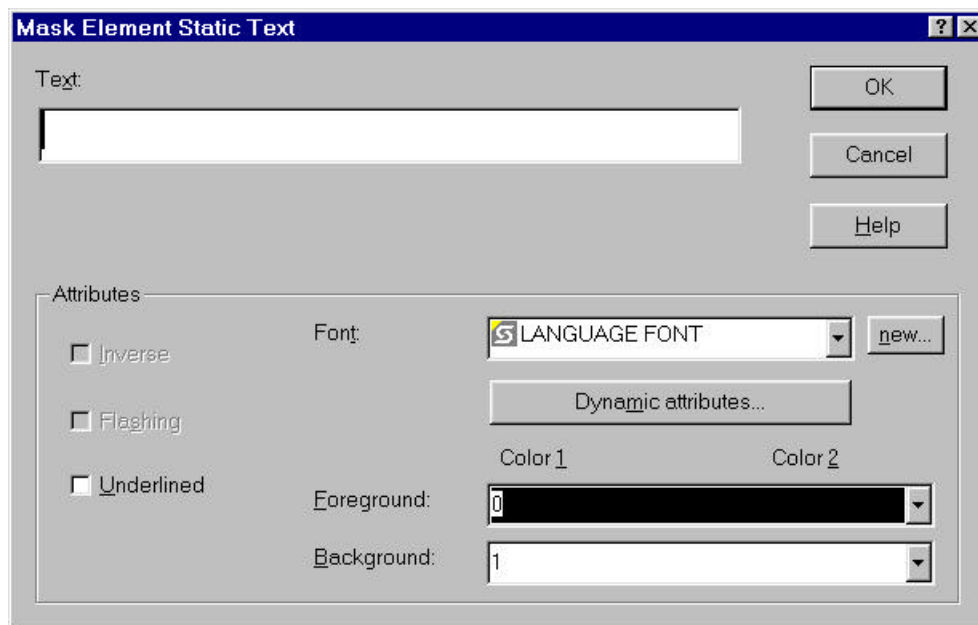 Mask Element Static Text
Text:
OK
Cancel
Help
Attributes
Inverse
Font:
LANGUAGE FONT
new...
Flashing
Dynamic attributes...
Color 1
Color 2
Underlined
Foreground:
0
Background:
1